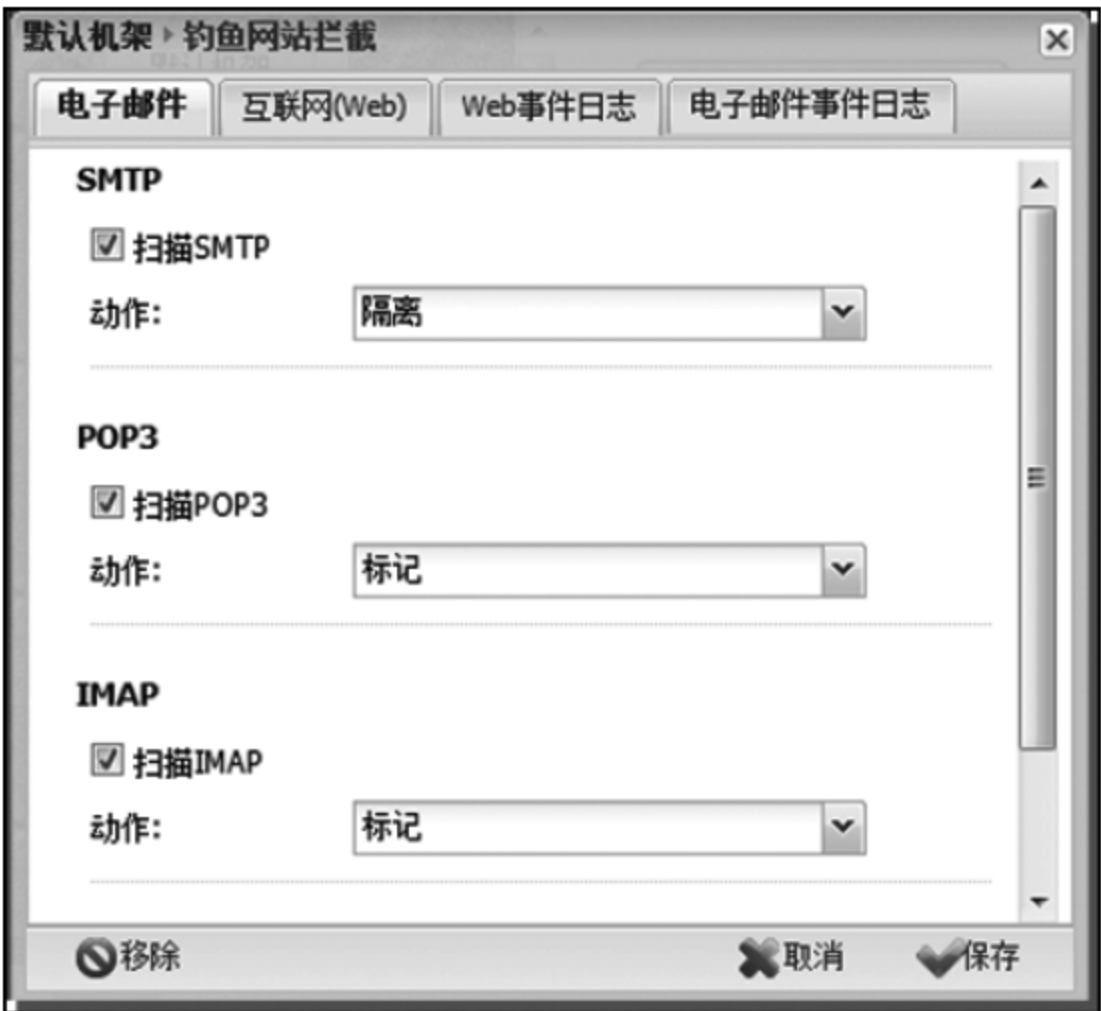 默认机架 钓鱼网站拦截
电子邮件 互联网(Web) Web事件日志 电子邮件事件日志
SMTP
扫描SMTP
动作: 隔离
POP3
扫描POP3
动作: 标记
IMAP
扫描IMAP
动作: 标记
移除 取消 保存